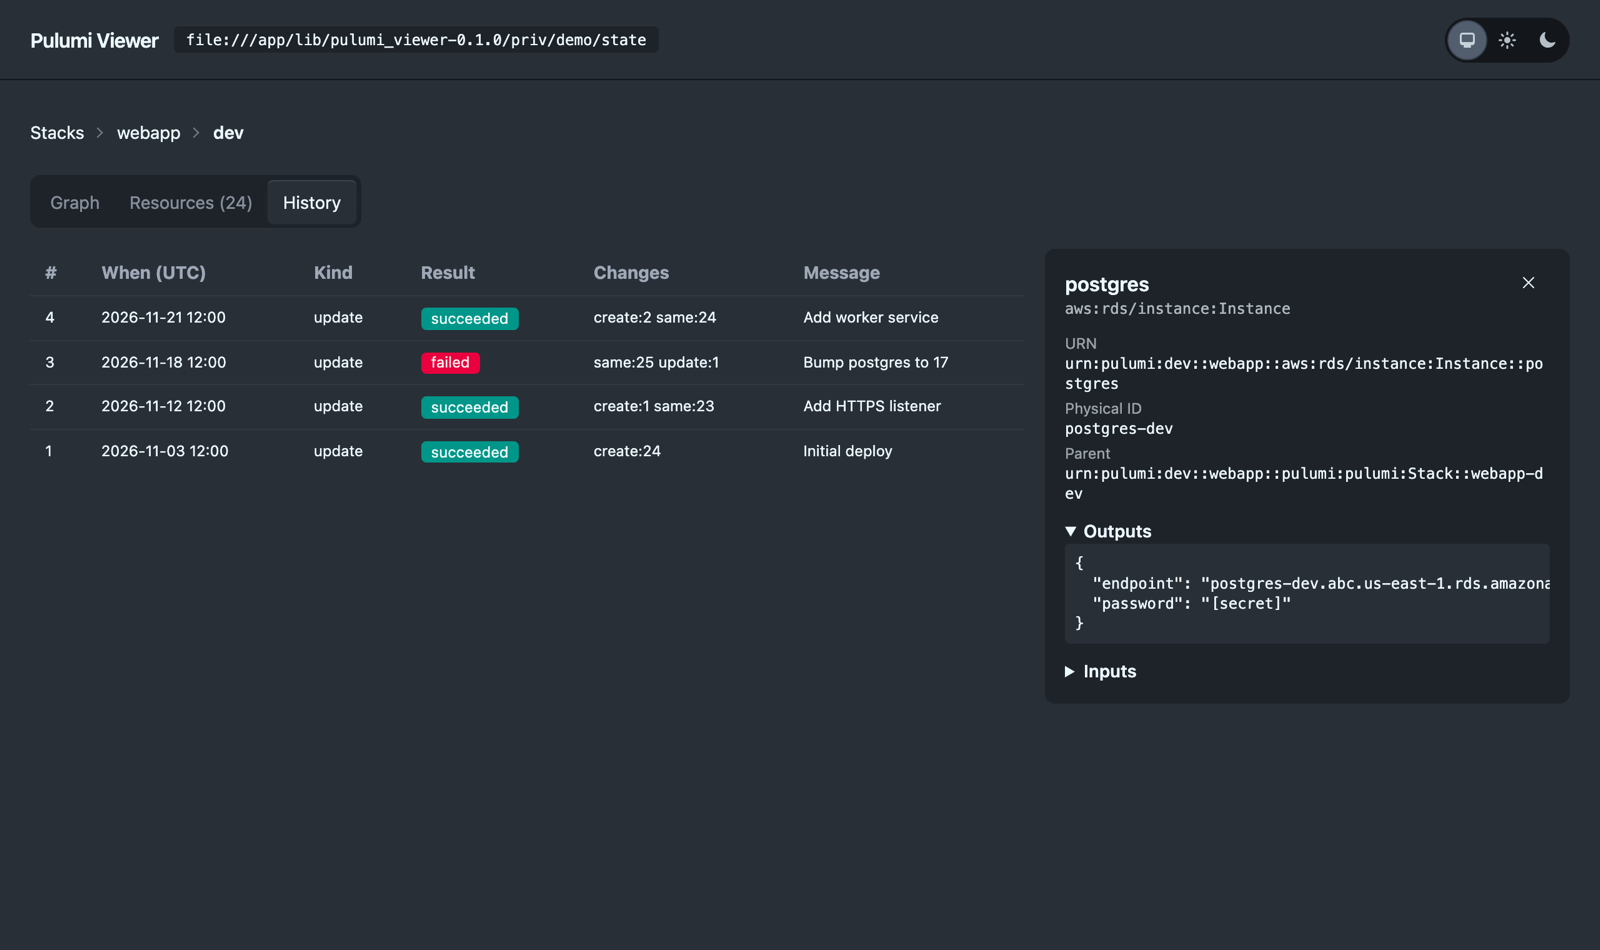 Pulumi Viewer file:///app/lib/pulumi_viewer-0.1.0/priv/demo/state
Stacks > webapp > dev
Graph Resources (24) History
# When (UTC) Kind Result Changes Message
4 2026-11-21 12:00 update succeeded create:2 same:24 Add worker service
3 2026-11-18 12:00 update failed same:25 update:1 Bump postgres to 17
2 2026-11-12 12:00 update succeeded create:1 same:23 Add HTTPS listener
1 2026-11-03 12:00 update succeeded create:24 Initial deploy
postgres
aws:rds/instance:Instance
URN
urn:pulumi:dev::webapp::aws:rds/instance:Instance::po
stgres
Physical ID
postgres-dev
Parent
urn:pulumi:dev::webapp::pulumi:pulumi:Stack::webapp-d
ev
Outputs
{
"endpoint": "postgres-dev.abc.us-east-1.rds.amazona
"password": "[secret]"
}
Inputs